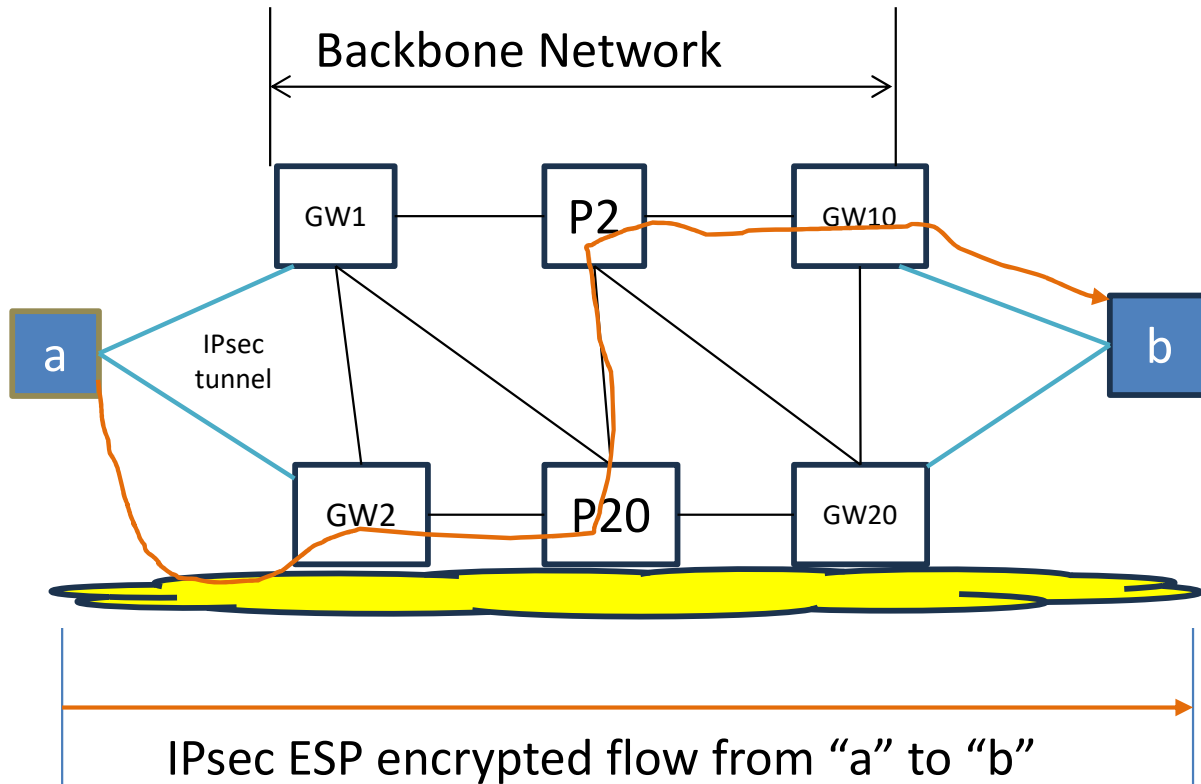 Backbone Network
GW1
P2
GW10
a
IPsec
tunnel
b
GW2
P20
GW20
IPsec ESP encrypted flow from “a” to “b”